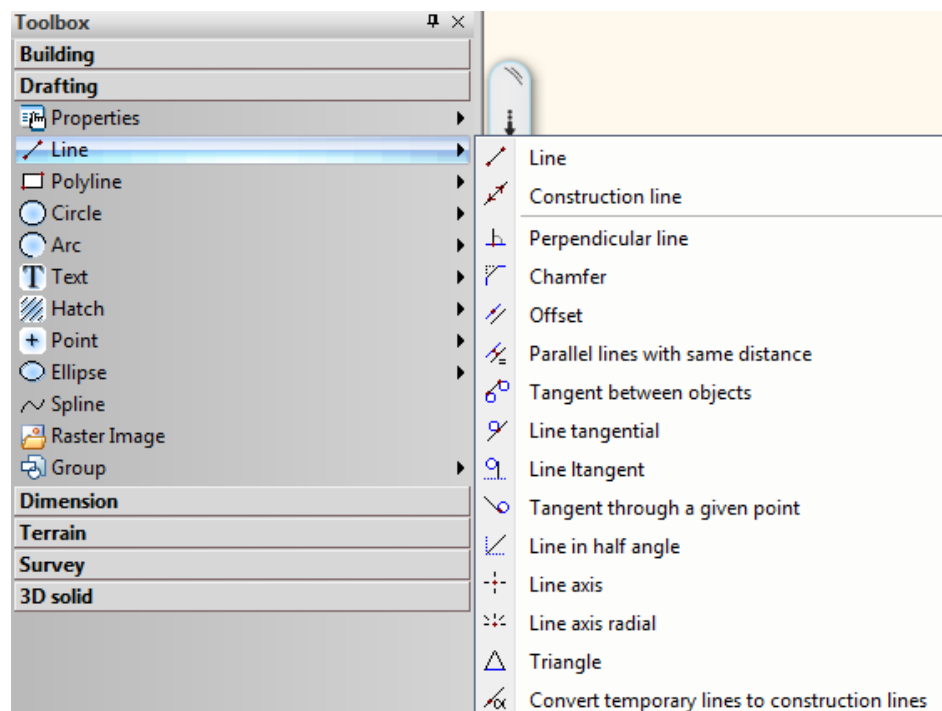 Toolbox
Building
Drafting
Properties
Line
Polyline
Circle
Arc
Text
Hatch
Point
Ellipse
Spline
Raster Image
Group
Dimension
Terrain
Survey
3D solid
Line
Construction line
Perpendicular line
Chamfer
Offset
Parallel lines with same distance
Tangent between objects
Line tangential
Line ltangent
Tangent through a given point
Line in half angle
Line axis
Line axis radial
Triangle
Convert temporary lines to construction lines